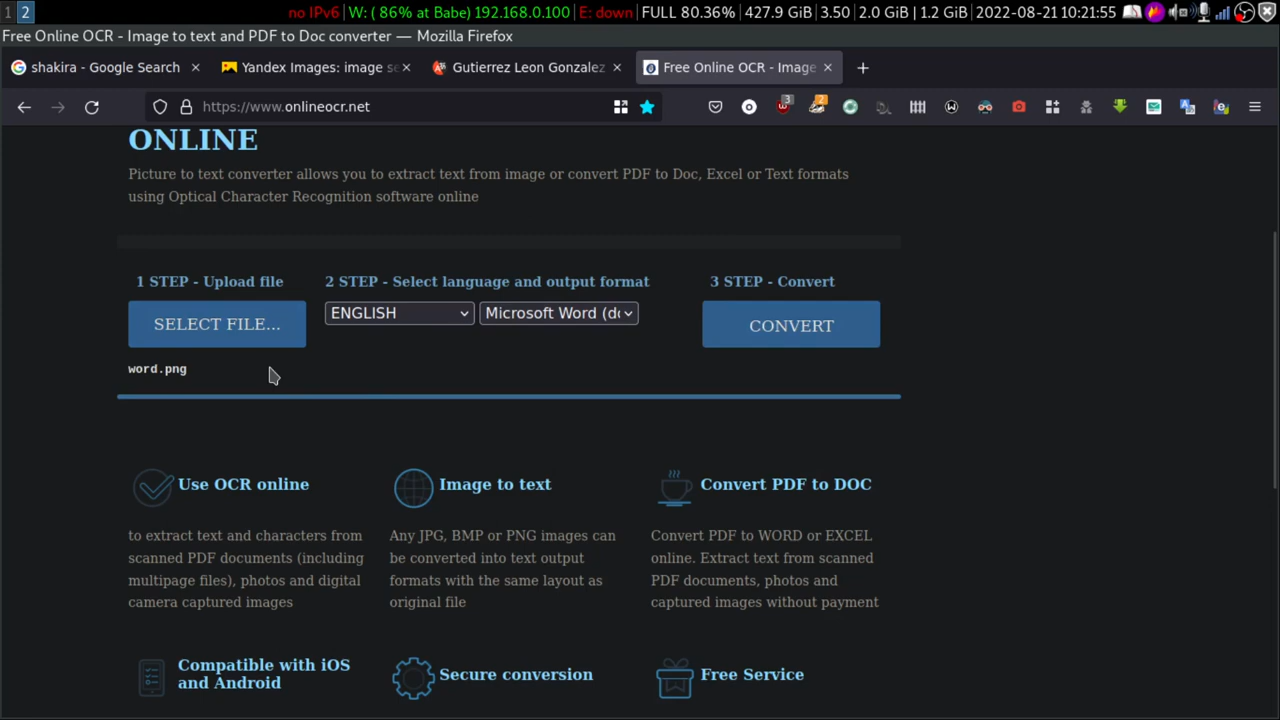 1 2 no IPv6 W: ( 86% at Babe) 192.168.0.100 E: down FULL 80.36% 427.9 GiB 3.50 2.0 GiB 1.2 GiB 2022-08-21 10:21:55
Free Online OCR - Image to text and PDF to Doc converter — Mozilla Firefox
shakira - Google Search Yandex Images: image se Gutierrez Leon Gonzalez Free Online OCR - Image
https://www.onlineocr.net 3 2
ONLINE
Picture to text converter allows you to extract text from image or convert PDF to Doc, Excel or Text formats
using Optical Character Recognition software online
1 STEP - Upload file 2 STEP - Select language and output format 3 STEP - Convert
SELECT FILE... ENGLISH Microsoft Word (do CONVERT
word.png
Use OCR online
to extract text and characters from
scanned PDF documents (including
multipage files), photos and digital
camera captured images
Image to text
Any JPG, BMP or PNG images can
be converted into text output
formats with the same layout as
original file
Convert PDF to DOC
Convert PDF to WORD or EXCEL
online. Extract text from scanned
PDF documents, photos and
captured images without payment
Compatible with iOS
and Android
Secure conversion
Free Service